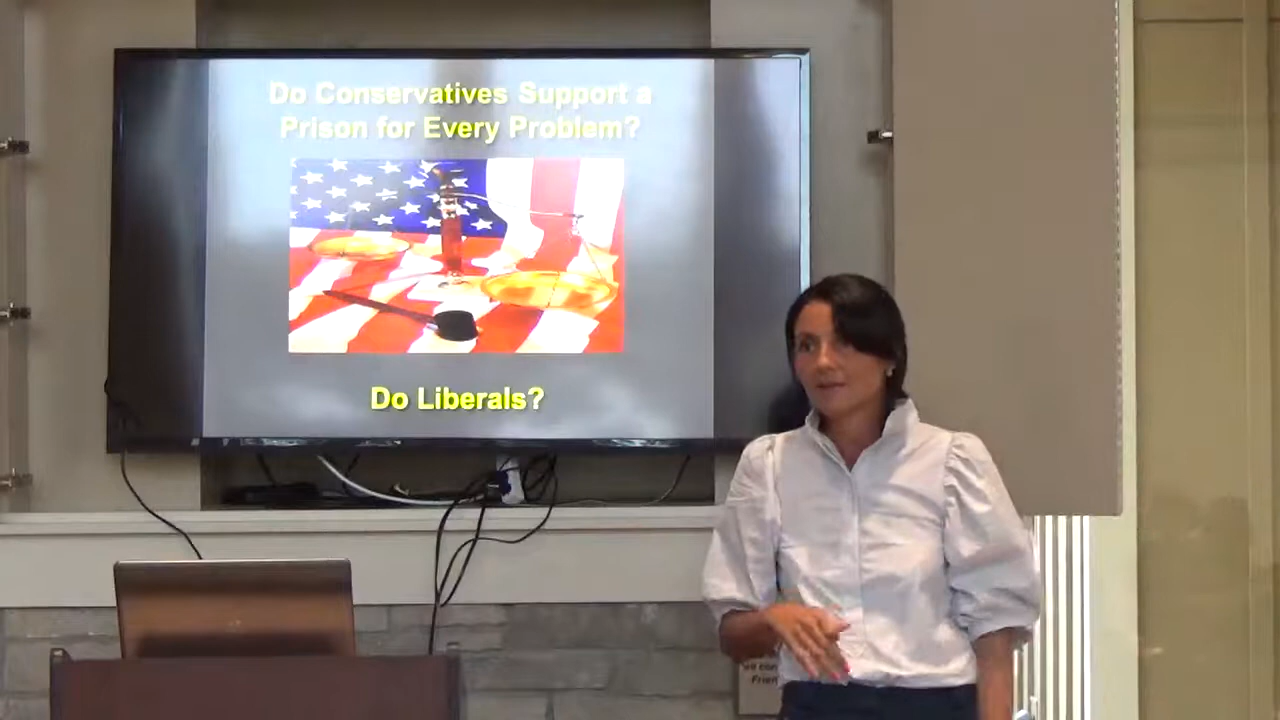 Do Conservatives Support a
Prison for Every Problem?
Do Liberals?